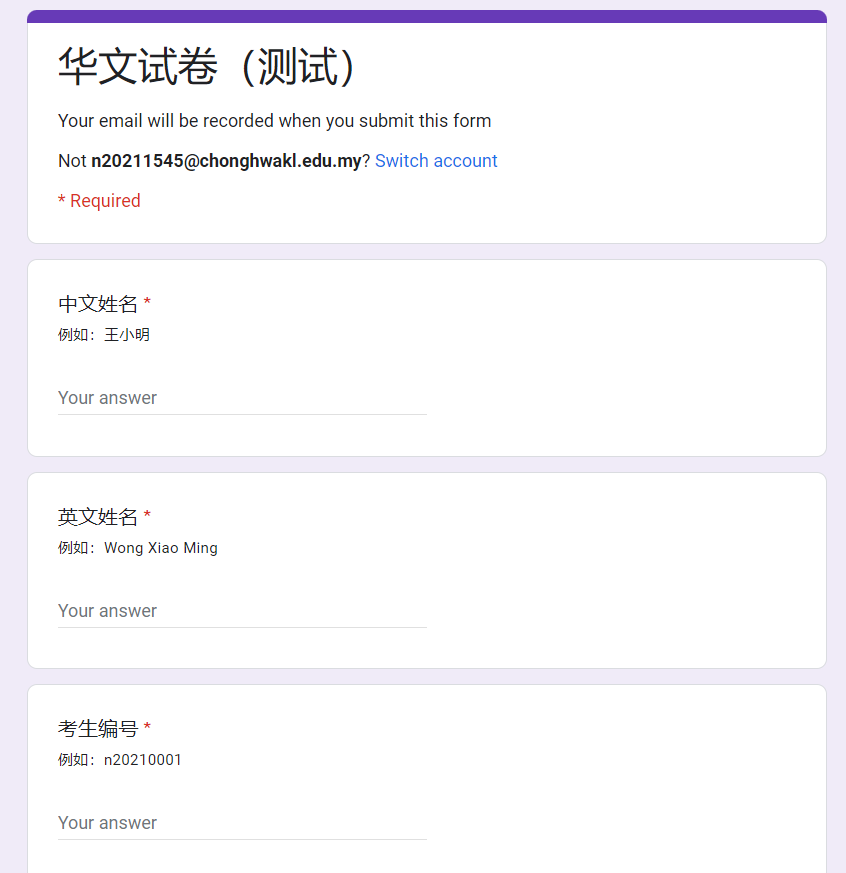 华文试卷（测试）
Your email will be recorded when you submit this form
Not n20211545@chonghwakl.edu.my? Switch account
* Required
中文姓名 *
例如：王小明
Your answer
英文姓名 *
例如：Wong Xiao Ming
Your answer
考生编号 *
例如：n20210001
Your answer